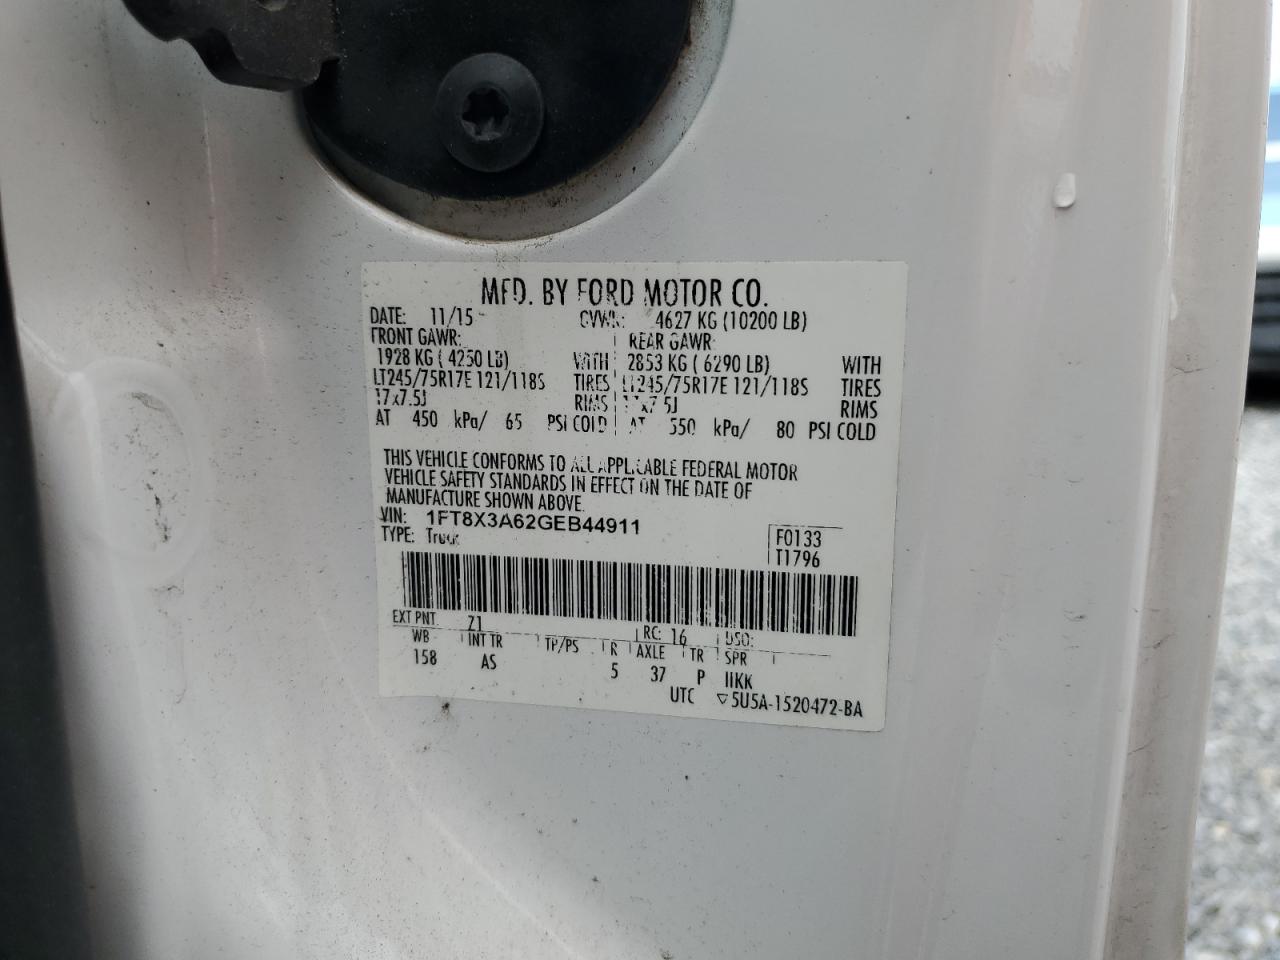 MFD. BY FORD MOTOR CO.
DATE: 11/15 GVWR: 4627 KG (10200 LB)
FRONT GAWR: REAR GAWR:
1928 KG ( 4250 LB) WITH 2853 KG ( 6290 LB) WITH
LT245/75R17E 121/118S TIRES LT245/75R17E 121/118S TIRES
17x7.5J RIMS 17x7.5J RIMS
AT 450 kPa/ 65 PSI COLD AT 550 kPa/ 80 PSI COLD
THIS VEHICLE CONFORMS TO ALL APPLICABLE FEDERAL MOTOR
VEHICLE SAFETY STANDARDS IN EFFECT ON THE DATE OF
MANUFACTURE SHOWN ABOVE.
VIN: 1FT8X3A62GEB44911
TYPE: Truck
F0133
T1796
EXT PNT: Z1 RC: 16 DSO:
WB INT TR TP/PS R AXLE TR SPR
158 AS 5 37 P IIKK
UTC ▽5U5A-1520472-BA